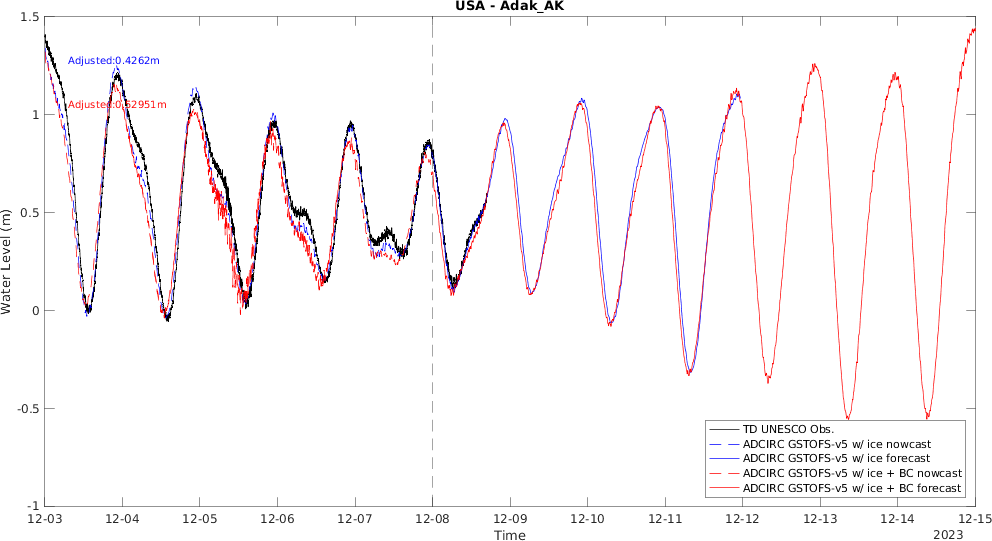 USA - Adak_AK
Water Level (m)
1.5
1
0.5
0
-0.5
-1
Adjusted:0.4262m
Adjusted:0.52951m
TD UNESCO Obs.
ADCIRC GSTOFS-v5 w/ ice nowcast
ADCIRC GSTOFS-v5 w/ ice forecast
ADCIRC GSTOFS-v5 w/ ice + BC nowcast
ADCIRC GSTOFS-v5 w/ ice + BC forecast
12-03 12-04 12-05 12-06 12-07 12-08 12-09 12-10 12-11 12-12 12-13 12-14 12-15
Time
2023